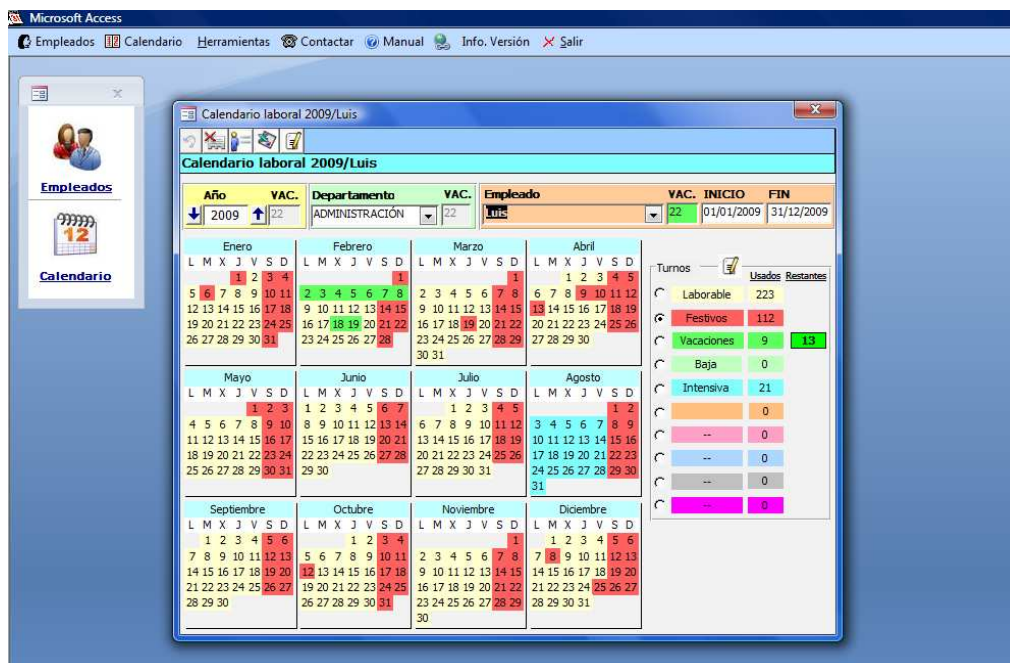 Microsoft Access
Empleados Calendario Herramientas Contactar Manual Info. Versión Salir
Calendario laboral 2009/Luis
Calendario laboral 2009/Luis
Empleados
12
Calendario
Año VAC. Departamento VAC. Empleado VAC. INICIO FIN
2009 22 ADMINISTRACIÓN 22 Luis 22 01/01/2009 31/12/2009
Enero Febrero Marzo Abril
L M X J V S D L M X J V S D L M X J V S D L M X J V S D
1 2 3 4 1 1 1 2 3 4 5
5 6 7 8 9 10 11 2 3 4 5 6 7 8 2 3 4 5 6 7 8 6 7 8 9 10 11 12
12 13 14 15 16 17 18 9 10 11 12 13 14 15 9 10 11 12 13 14 15 13 14 15 16 17 18 19
19 20 21 22 23 24 25 16 17 18 19 20 21 22 16 17 18 19 20 21 22 20 21 22 23 24 25 26
26 27 28 29 30 31 23 24 25 26 27 28 23 24 25 26 27 28 29 27 28 29 30
30 31
Mayo Junio Julio Agosto
L M X J V S D L M X J V S D L M X J V S D L M X J V S D
1 2 3 1 2 3 4 5 6 7 1 2 3 4 5 1 2
4 5 6 7 8 9 10 8 9 10 11 12 13 14 6 7 8 9 10 11 12 3 4 5 6 7 8 9
11 12 13 14 15 16 17 15 16 17 18 19 20 21 13 14 15 16 17 18 19 10 11 12 13 14 15 16
18 19 20 21 22 23 24 22 23 24 25 26 27 28 20 21 22 23 24 25 26 17 18 19 20 21 22 23
25 26 27 28 29 30 31 29 30 27 28 29 30 31 24 25 26 27 28 29 30
31
Septiembre Octubre Noviembre Diciembre
L M X J V S D L M X J V S D L M X J V S D L M X J V S D
1 2 3 4 5 6 1 2 3 4 1 1 2 3 4 5 6
7 8 9 10 11 12 13 5 6 7 8 9 10 11 2 3 4 5 6 7 8 7 8 9 10 11 12 13
14 15 16 17 18 19 20 12 13 14 15 16 17 18 9 10 11 12 13 14 15 14 15 16 17 18 19 20
21 22 23 24 25 26 27 19 20 21 22 23 24 25 16 17 18 19 20 21 22 21 22 23 24 25 26 27
28 29 30 26 27 28 29 30 31 23 24 25 26 27 28 29 28 29 30 31
30
Turnos Usados Restantes
Laborable 223
Festivos 112
Vacaciones 9 13
Baja 0
Intensiva 21
0
-- 0
-- 0
-- 0
-- 0